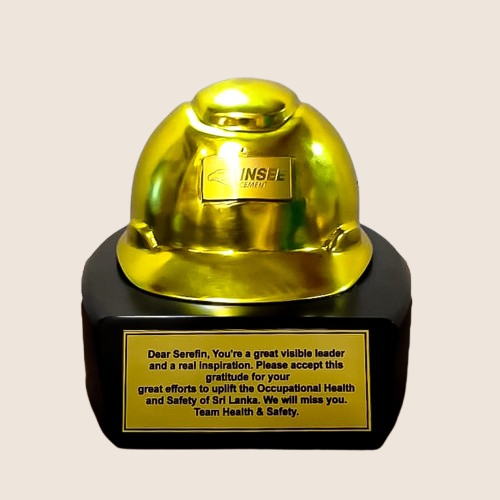 INSEE
CEMENT
Dear Serefin, You're a great visible leader
and a real inspiration. Please accept this
gratitude for your
great efforts to uplift the Occupational Health
and Safety of Sri Lanka. We will miss you.
Team Health & Safety.